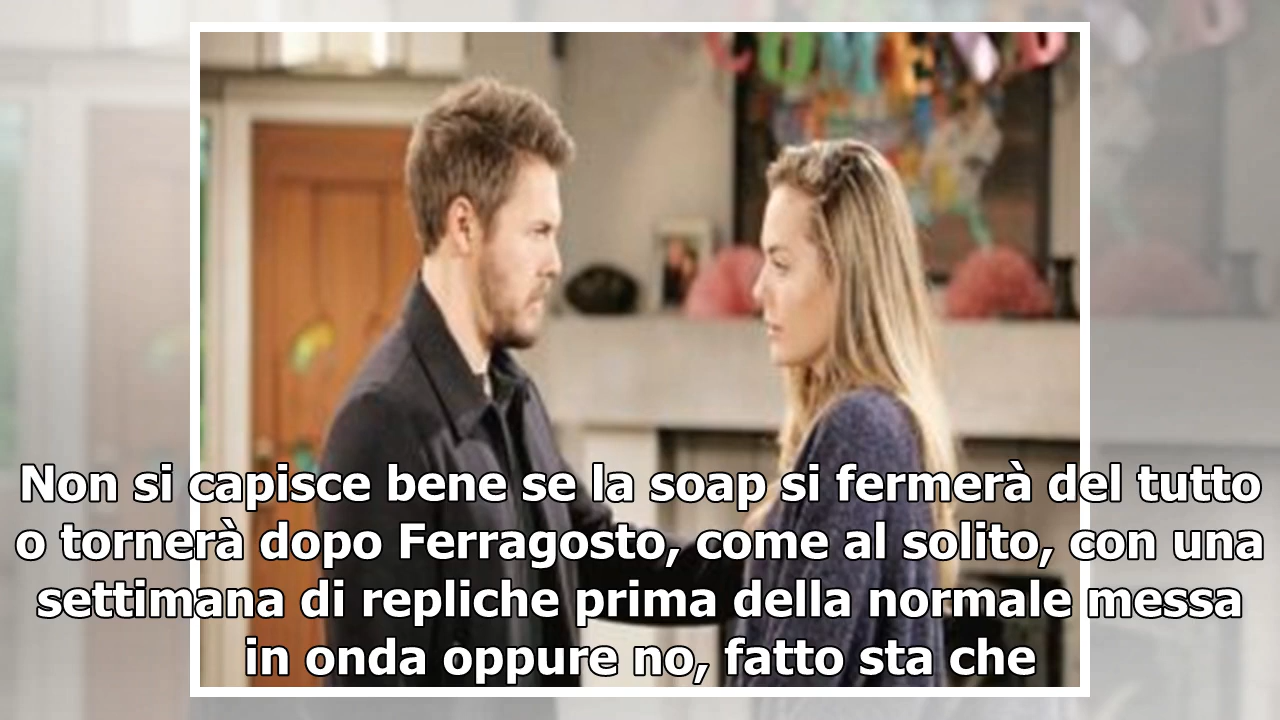 Non si capisce bene se la soap si fermerà del tutto
o tornerà dopo Ferragosto, come al solito, con una
settimana di repliche prima della normale messa
in onda oppure no, fatto sta che